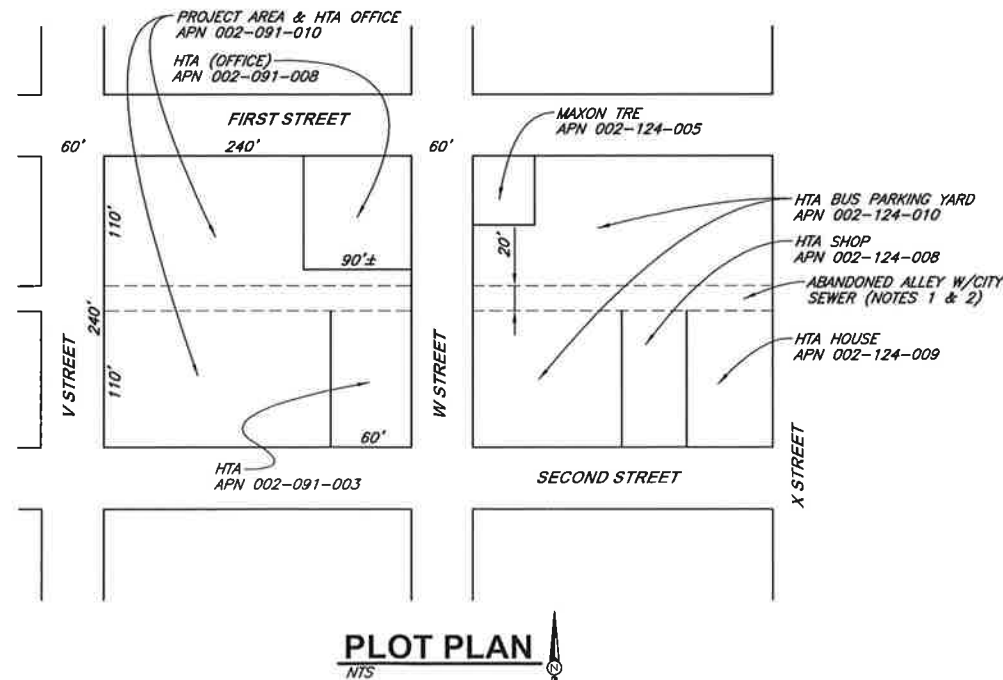 PROJECT AREA & HTA OFFICE
APN 002-091-010
HTA (OFFICE)
APN 002-091-008
FIRST STREET
MAXON TRE
APN 002-124-005
60'
240'
60'
110'
20'
90'±
HTA BUS PARKING YARD
APN 002-124-010
HTA SHOP
APN 002-124-008
ABANDONED ALLEY W/CITY
SEWER (NOTES 1 & 2)
240'
V STREET
W STREET
HTA HOUSE
APN 002-124-009
110'
60'
HTA
APN 002-091-003
SECOND STREET
X STREET
PLOT PLAN
NTS
N